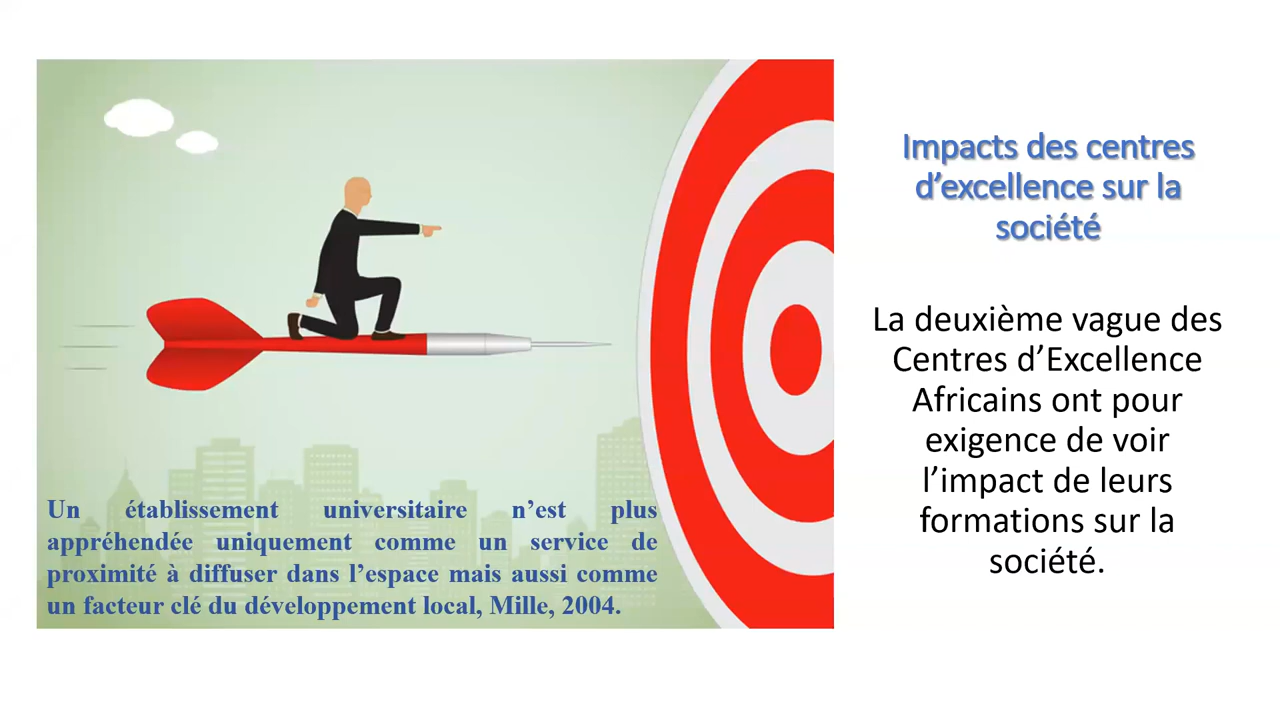 Impacts des centres
d’excellence sur la
société
La deuxième vague des
Centres d’Excellence
Africains ont pour
exigence de voir
l’impact de leurs
formations sur la
société.
Un établissement universitaire n’est plus
appréhendée uniquement comme un service de
proximité à diffuser dans l’espace mais aussi comme
un facteur clé du développement local, Mille, 2004.